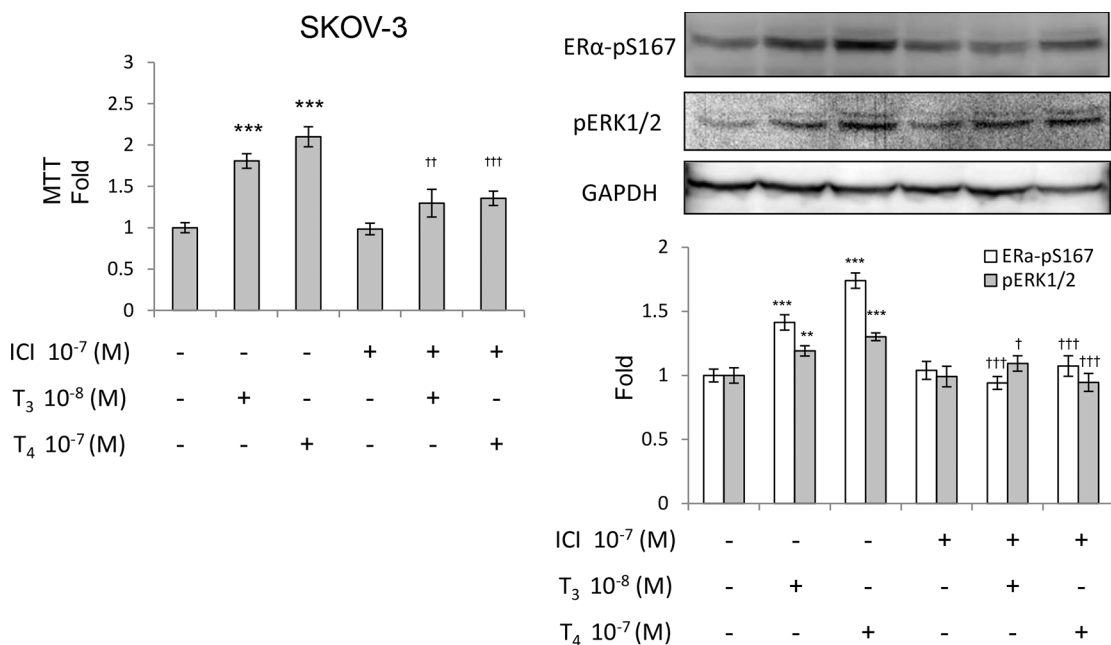 SKOV-3
MTT
Fold
3
2.5
2
1.5
1
0.5
0
***
***
††
†††
ICI 10⁻⁷ (M) - - - + + +
T₃ 10⁻⁸ (M) - + - - + -
T₄ 10⁻⁷ (M) - - + - - +
ERα-pS167
pERK1/2
GAPDH
Fold
2
1.5
1
0.5
0
ERa-pS167
pERK1/2
***
**
***
***
†††
†
†††
†††
ICI 10⁻⁷ (M) - - - + + +
T₃ 10⁻⁸ (M) - + - - + -
T₄ 10⁻⁷ (M) - - + - - +